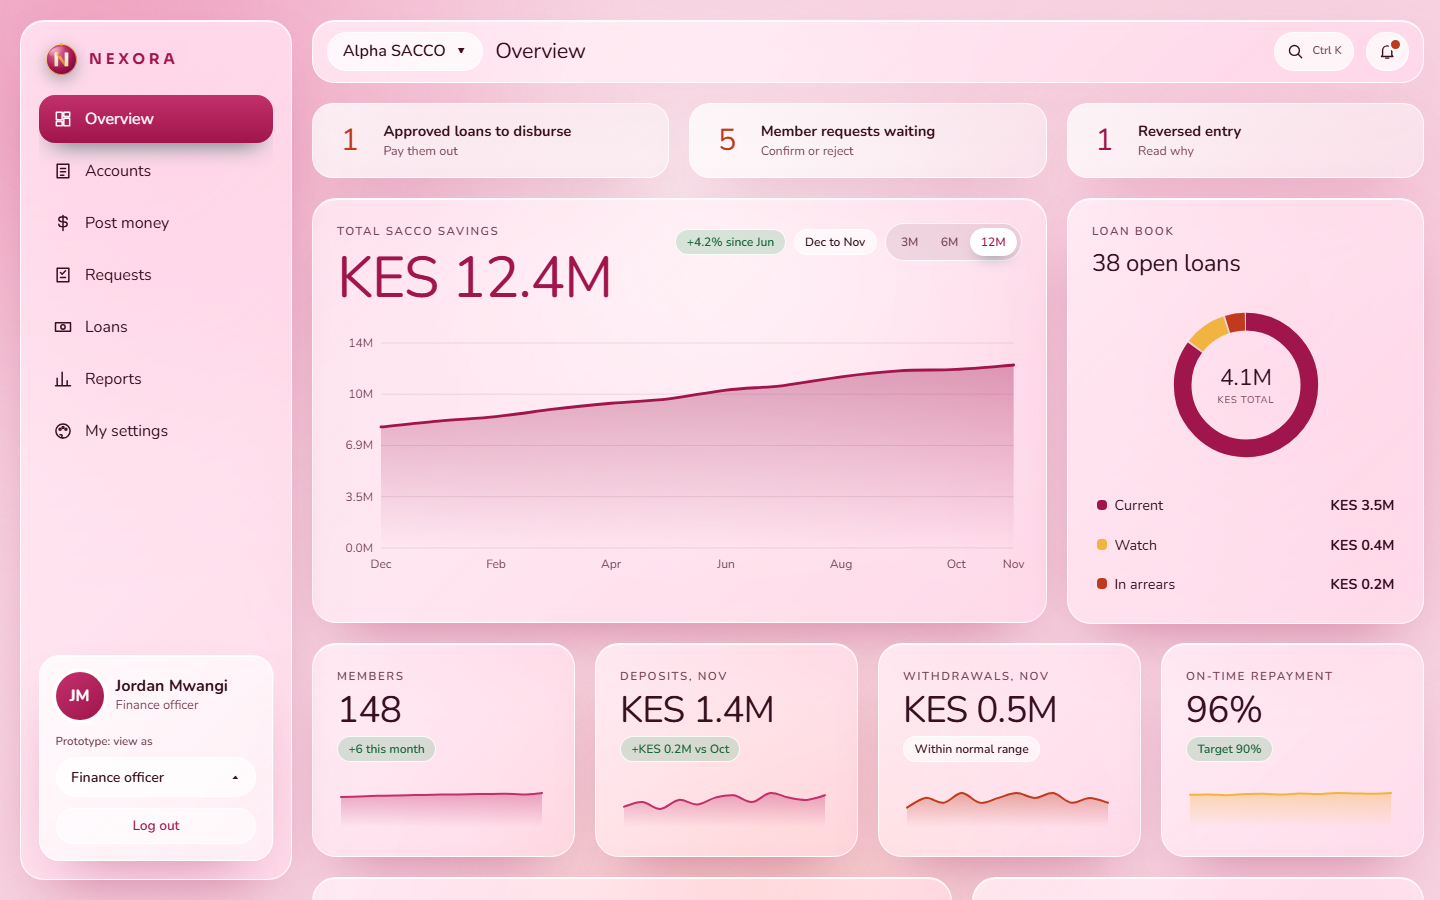 N NEXORA
Overview
Accounts
Post money
Requests
Loans
Reports
My settings
JM
Jordan Mwangi
Finance officer
Prototype: view as
Finance officer
Log out
Alpha SACCO
Overview
Ctrl K
1
Approved loans to disburse
Pay them out
5
Member requests waiting
Confirm or reject
1
Reversed entry
Read why
TOTAL SACCO SAVINGS
KES 12.4M
+4.2% since Jun
Dec to Nov
3M 6M 12M
14M
10M
6.9M
3.5M
0.0M
Dec Feb Apr Jun Aug Oct Nov
LOAN BOOK
38 open loans
4.1M
KES TOTAL
Current KES 3.5M
Watch KES 0.4M
In arrears KES 0.2M
MEMBERS
148
+6 this month
DEPOSITS, NOV
KES 1.4M
+KES 0.2M vs Oct
WITHDRAWALS, NOV
KES 0.5M
Within normal range
ON-TIME REPAYMENT
96%
Target 90%